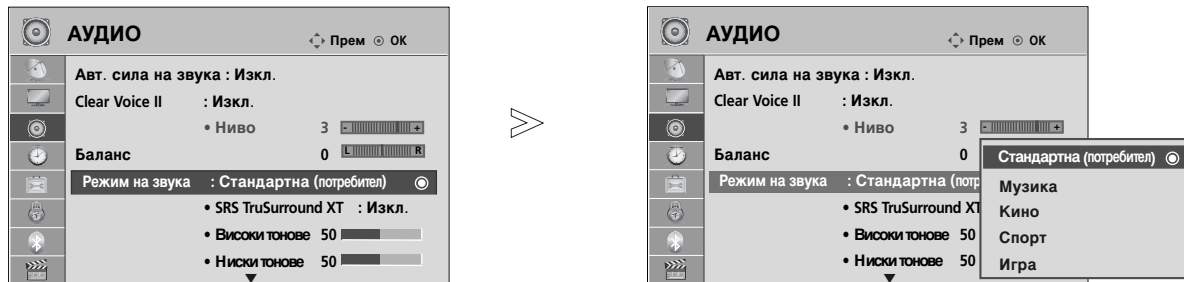 АУДИО
Прем ⊙ ОК
Авт. сила на звука : Изкл.
Clear Voice II : Изкл.
• Ниво 3 - +
Баланс 0 L R
Режим на звука : Стандартна (потребител)
• SRS TruSurround XT : Изкл.
• Високи тонове 50
• Ниски тонове 50
>
АУДИО
Прем ⊙ ОК
Авт. сила на звука : Изкл.
Clear Voice II : Изкл.
• Ниво 3 - +
Баланс 0
Режим на звука : Стандартна (потр
• SRS TruSurround XT
• Високи тонове 50
• Ниски тонове 50
Стандартна (потребител)
Музика
Кино
Спорт
Игра